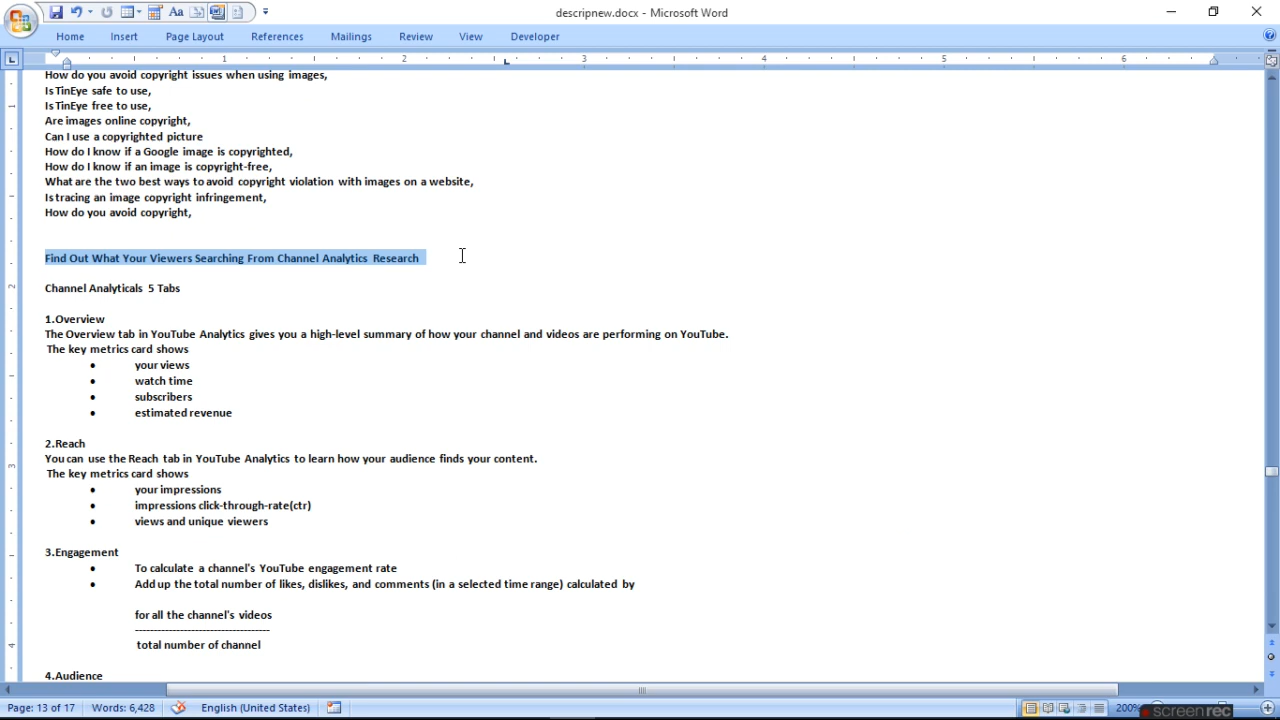 descripnew.docx - Microsoft Word
Home Insert Page Layout References Mailings Review View Developer
1 2 3 4 5 6
How do you avoid copyright issues when using images,
Is TinEye safe to use,
Is TinEye free to use,
Are images online copyright,
Can I use a copyrighted picture
How do I know if a Google image is copyrighted,
How do I know if an image is copyright-free,
What are the two best ways to avoid copyright violation with images on a website,
Is tracing an image copyright infringement,
How do you avoid copyright,
Find Out What Your Viewers Searching From Channel Analytics Research
Channel Analyticals 5 Tabs
1.Overview
The Overview tab in YouTube Analytics gives you a high-level summary of how your channel and videos are performing on YouTube.
The key metrics card shows
• your views
• watch time
• subscribers
• estimated revenue
2.Reach
You can use the Reach tab in YouTube Analytics to learn how your audience finds your content.
The key metrics card shows
• your impressions
• impressions click-through-rate(ctr)
• views and unique viewers
3.Engagement
• To calculate a channel's YouTube engagement rate
• Add up the total number of likes, dislikes, and comments (in a selected time range) calculated by
for all the channel's videos
------------------------------------
total number of channel
4.Audience
Page: 13 of 17 Words: 6,428 English (United States) 200%
screenrec